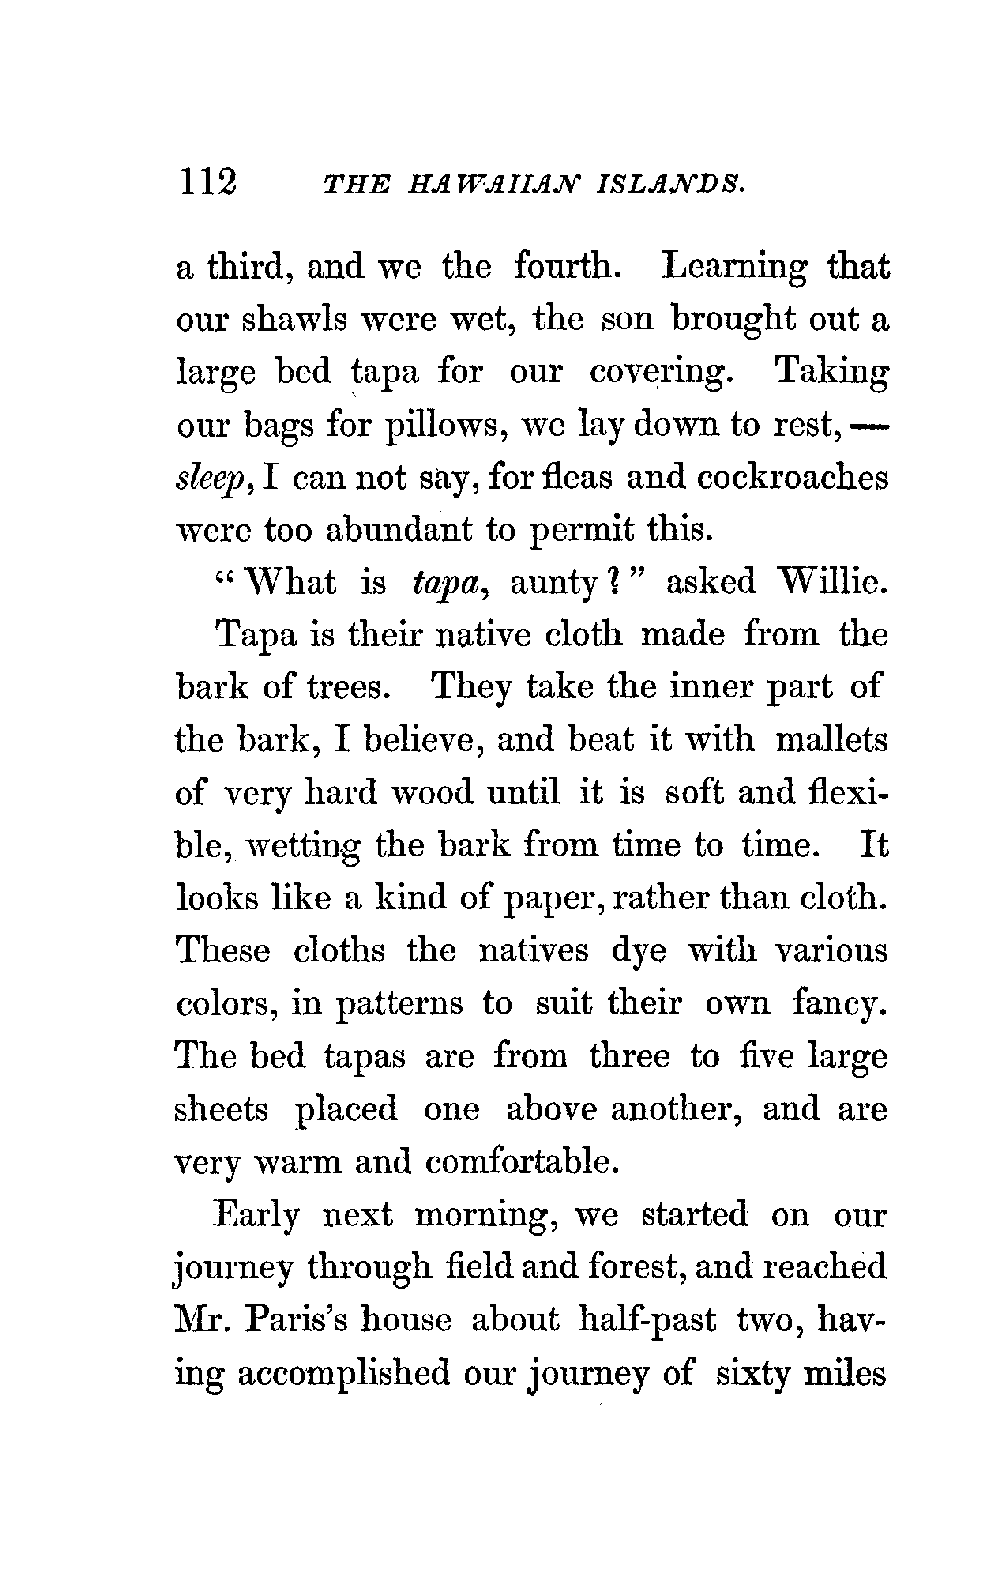 112 THE HAWAIIAN ISLANDS.
a third, and we the fourth. Learning that
our shawls were wet, the son brought out a
large bed tapa for our covering. Taking
our bags for pillows, we lay down to rest,—
sleep, I can not say, for fleas and cockroaches
were too abundant to permit this.
“What is tapa, aunty?” asked Willie.
Tapa is their native cloth made from the
bark of trees. They take the inner part of
the bark, I believe, and beat it with mallets
of very hard wood until it is soft and flexi-
ble, wetting the bark from time to time. It
looks like a kind of paper, rather than cloth.
These cloths the natives dye with various
colors, in patterns to suit their own fancy.
The bed tapas are from three to five large
sheets placed one above another, and are
very warm and comfortable.
Early next morning, we started on our
journey through field and forest, and reached
Mr. Paris's house about half-past two, hav-
ing accomplished our journey of sixty miles